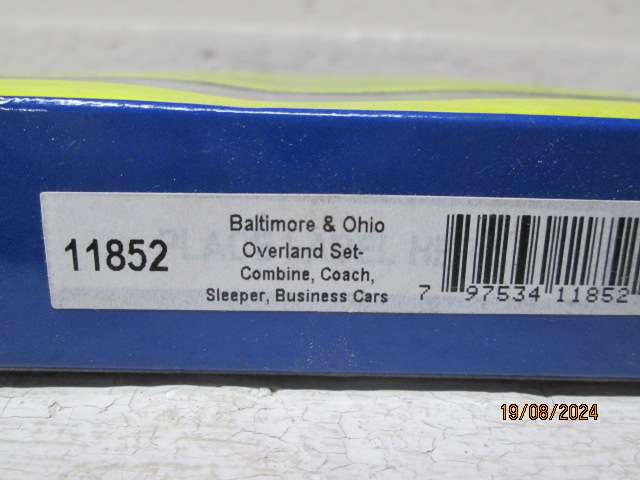 11852
Baltimore & Ohio
Overland Set-
Combine, Coach,
Sleeper, Business Cars
7 97534 11852
19/08/2024